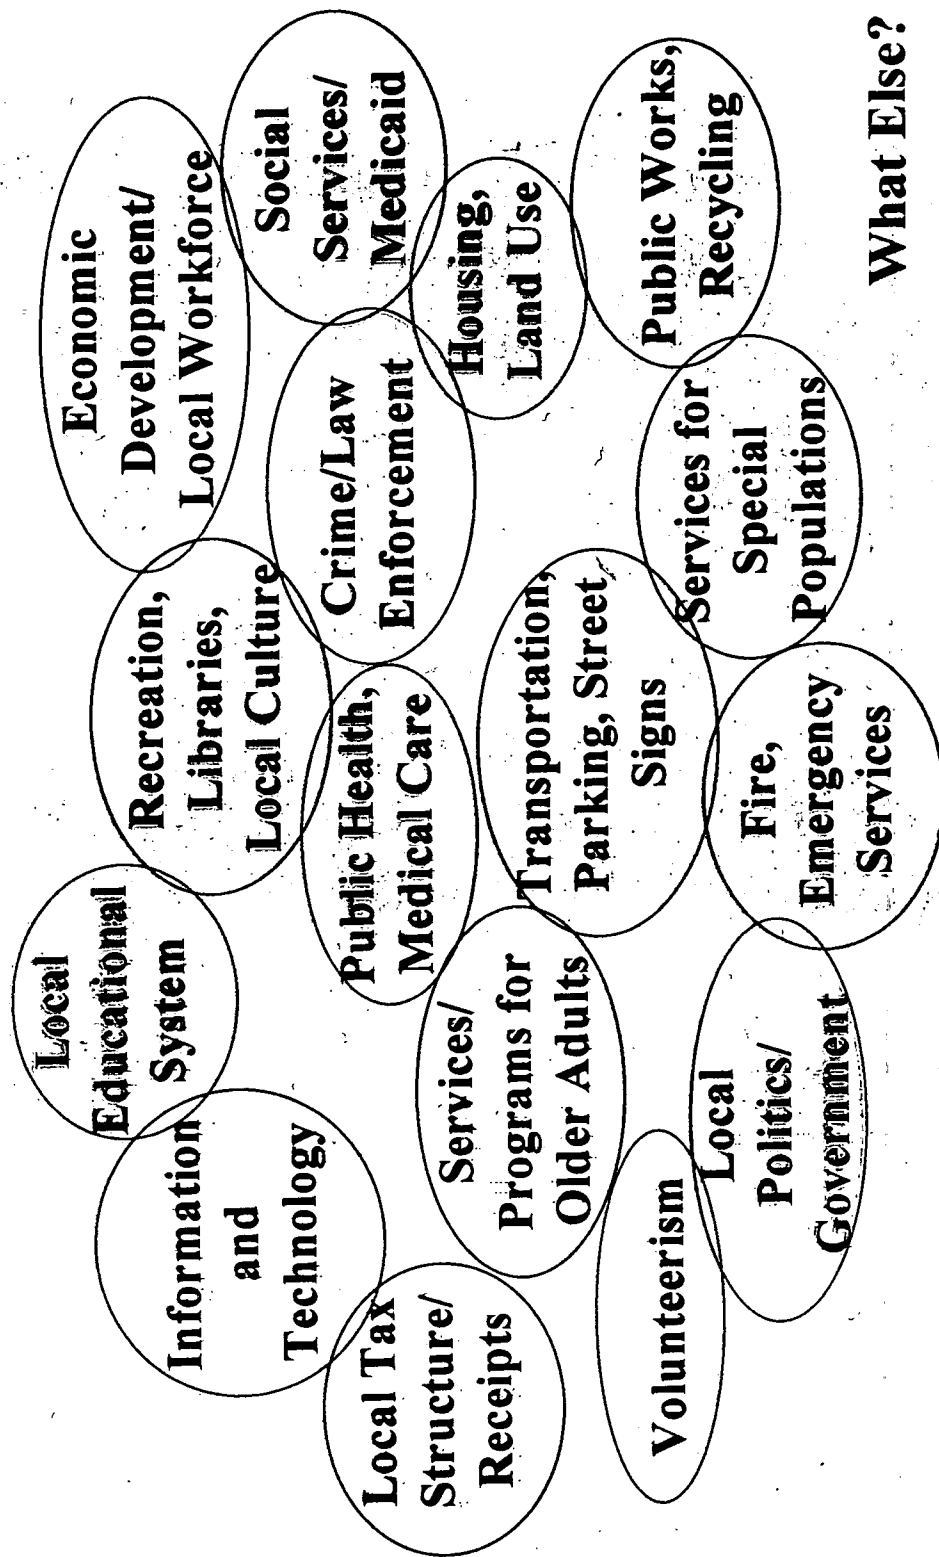 Local
Educational
System
Economic
Development/
Local Workforce
Recreation,
Libraries,
Local Culture
Information
and
Technology
Social
Services/
Medicaid
Crime/Law
Enforcement
Public Health,
Medical Care
Local Tax
Structure/
Receipts
Housing,
Land Use
Services/
Programs for
Older Adults
Transportation,
Parking, Street
Signs
Public Works,
Recycling
Services for
Special
Populations
Volunteerism
Local
Politics/
Government
Fire,
Emergency
Services
What Else?